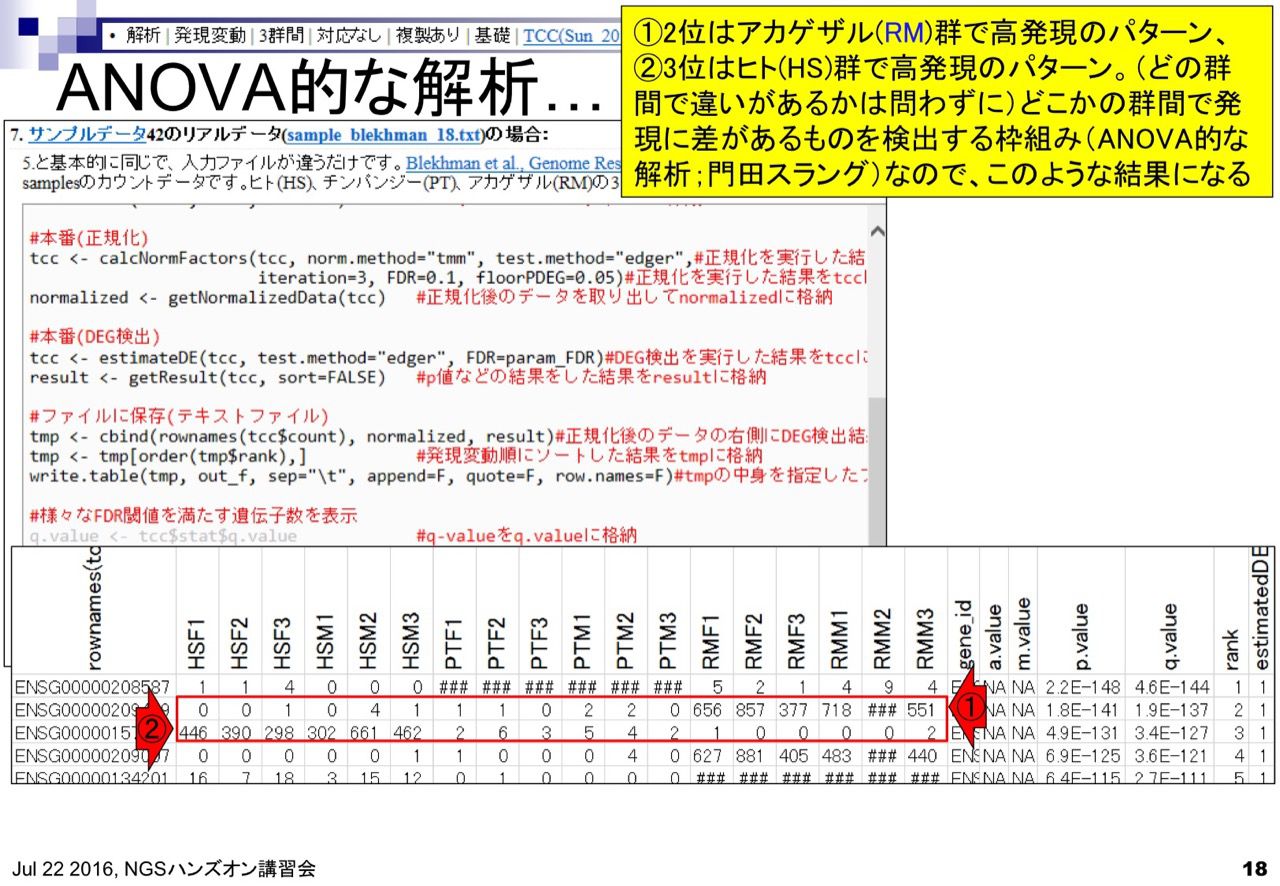 • 解析 | 発現変動 | 3群間 | 対応なし | 複製あり | 基礎 | TCC(Sun_20
ANOVA的な解析…
①2位はアカゲザル(RM)群で高発現のパターン、
②3位はヒト(HS)群で高発現のパターン。（どの群
間で違いがあるかは問わずに）どこかの群間で発
現に差があるものを検出する枠組み（ANOVA的な
解析；門田スラング）なので、このような結果になる
7. サンプルデータ42のリアルデータ(sample_blekhman_18.txt)の場合:
5.と基本的に同じで、入力ファイルが違うだけです。Blekhman et al., Genome Res
samplesのカウントデータです。ヒト(HS)、チンパンジー(PT)、アカゲザル(RM)の3
#本番(正規化)
tcc <- calcNormFactors(tcc, norm.method="tmm", test.method="edger",#正規化を実行した結
iteration=3, FDR=0.1, floorPDEG=0.05)#正規化を実行した結果をtccに
normalized <- getNormalizedData(tcc) #正規化後のデータを取り出してnormalizedに格納
#本番(DEG検出)
tcc <- estimateDE(tcc, test.method="edger", FDR=param_FDR)#DEG検出を実行した結果をtccに
result <- getResult(tcc, sort=FALSE) #p値などの結果をした結果をresultに格納
#ファイルに保存(テキストファイル)
tmp <- cbind(rownames(tcc$count), normalized, result)#正規化後のデータの右側にDEG検出結
tmp <- tmp[order(tmp$rank),] #発現変動順にソートした結果をtmpに格納
write.table(tmp, out_f, sep="\t", append=F, quote=F, row.names=F)#tmpの中身を指定した
#様々なFDR閾値を満たす遺伝子数を表示
q.value <- tcc$stat$q.value #q-valueをq.valueに格納
rownames(tc HSF1 HSF2 HSF3 HSM1 HSM2 HSM3 PTF1 PTF2 PTF3 PTM1 PTM2 PTM3 RMF1 RMF2 RMF3 RMM1 RMM2 RMM3 gene_id a.value m.value p.value q.value rank estimatedDE
ENSG00000208587 1 1 4 0 0 0 ### ### ### ### ### ### 5 2 1 4 9 4 NA NA 2.2E-148 4.6E-144 1 1
0 0 1 0 4 1 1 1 0 2 2 0 656 857 377 718 ### 551 ① NA NA 1.8E-141 1.9E-137 2 1
② 446 390 298 302 661 462 2 6 3 5 4 2 1 0 0 0 0 2 ENS NA NA 4.9E-131 3.4E-127 3 1
0 0 0 0 0 1 1 0 0 0 4 0 627 881 405 483 ### 440 ENS NA NA 6.9E-125 3.6E-121 4 1
ENSG00000134201 16 7 18 3 15 12 0 1 0 0 0 0 ### ### ### ### ### ### ENS NA NA 6.4E-115 2.7E-111 5 1
Jul 22 2016, NGSハンズオン講習会
18